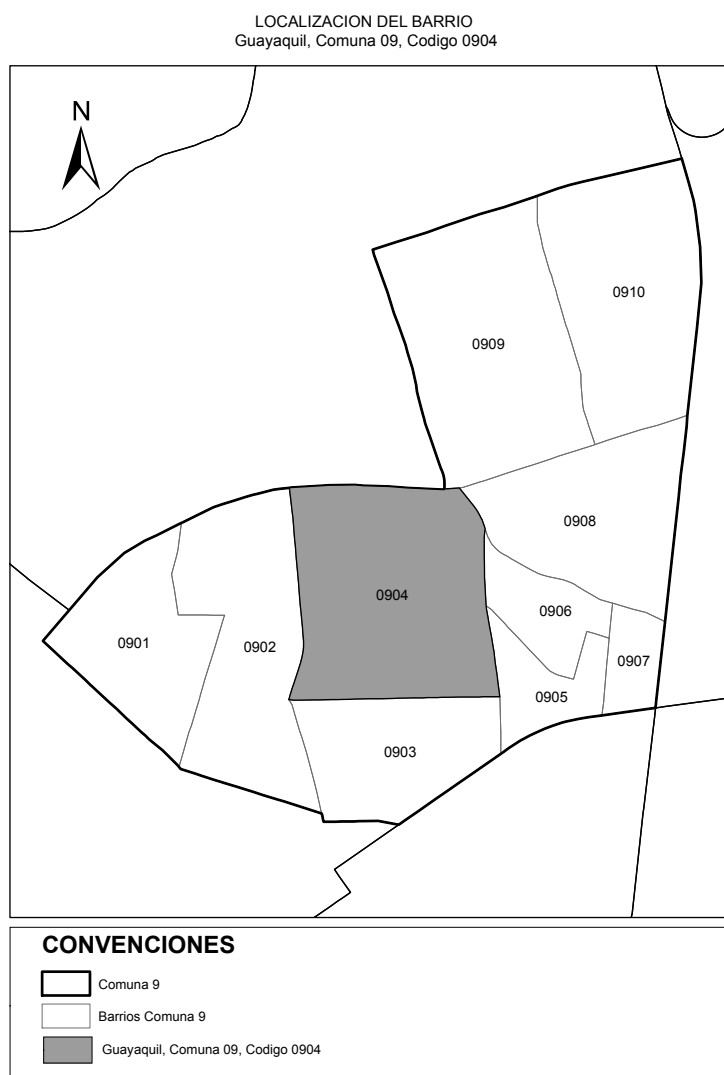 LOCALIZACION DEL BARRIO
Guayaquil, Comuna 09, Codigo 0904
N
0910
0909
0908
0904
0906
0901
0902
0907
0905
0903
CONVENCIONES
Comuna 9
Barrios Comuna 9
Guayaquil, Comuna 09, Codigo 0904